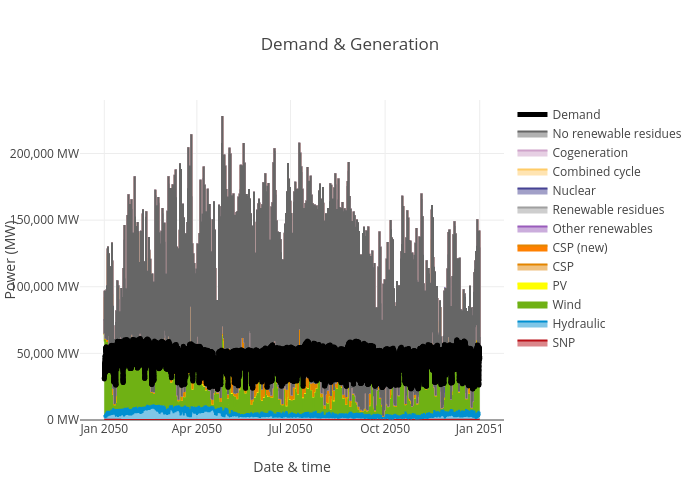 Demand & Generation
200,000 MW
150,000 MW
100,000 MW
50,000 MW
0 MW
Power (MW)
Jan 2050
Apr 2050
Jul 2050
Oct 2050
Jan 2051
Date & time
Demand
No renewable residues
Cogeneration
Combined cycle
Nuclear
Renewable residues
Other renewables
CSP (new)
CSP
PV
Wind
Hydraulic
SNP